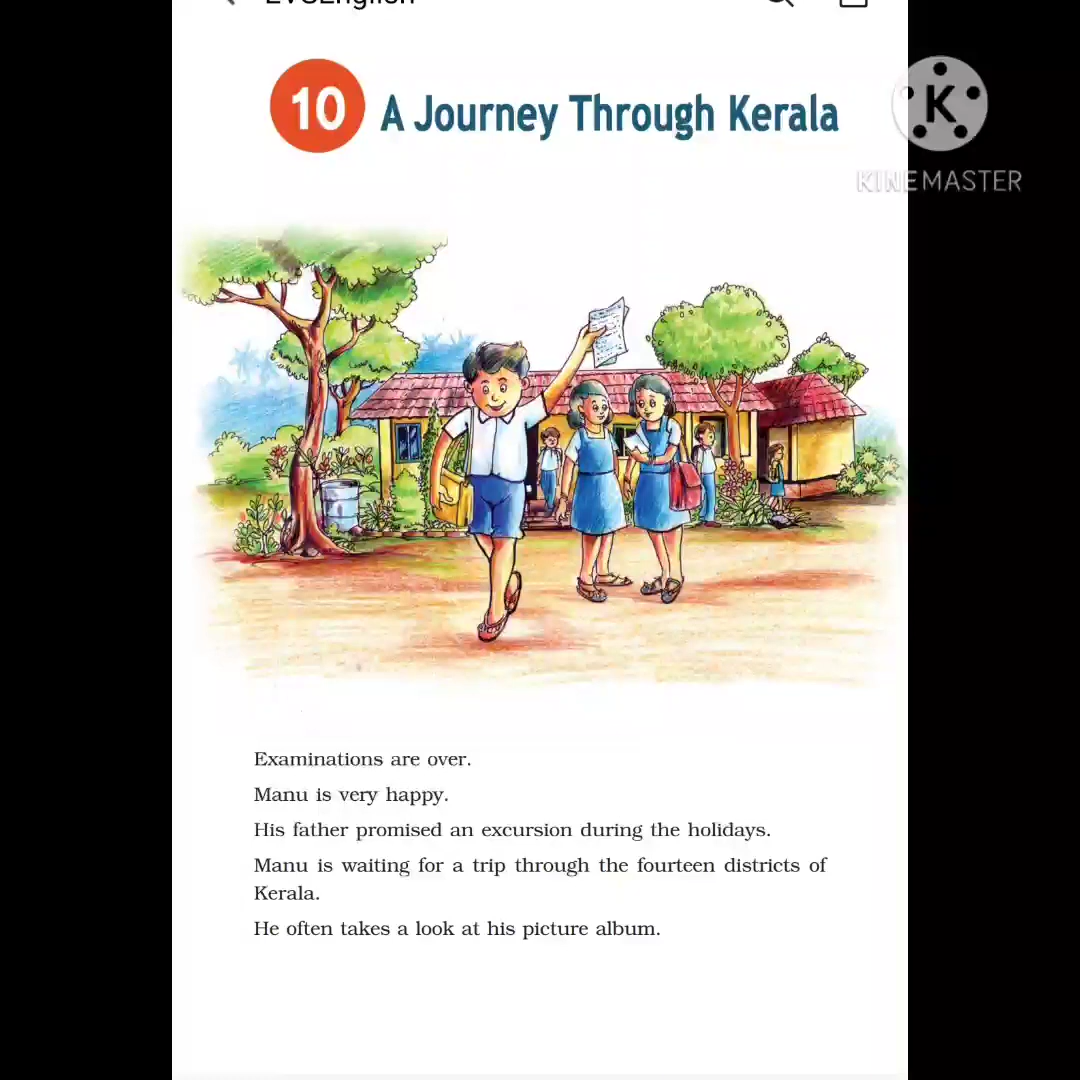 EVSEnglish
10 A Journey Through Kerala
K
KINEMASTER
Examinations are over.
Manu is very happy.
His father promised an excursion during the holidays.
Manu is waiting for a trip through the fourteen districts of
Kerala.
He often takes a look at his picture album.